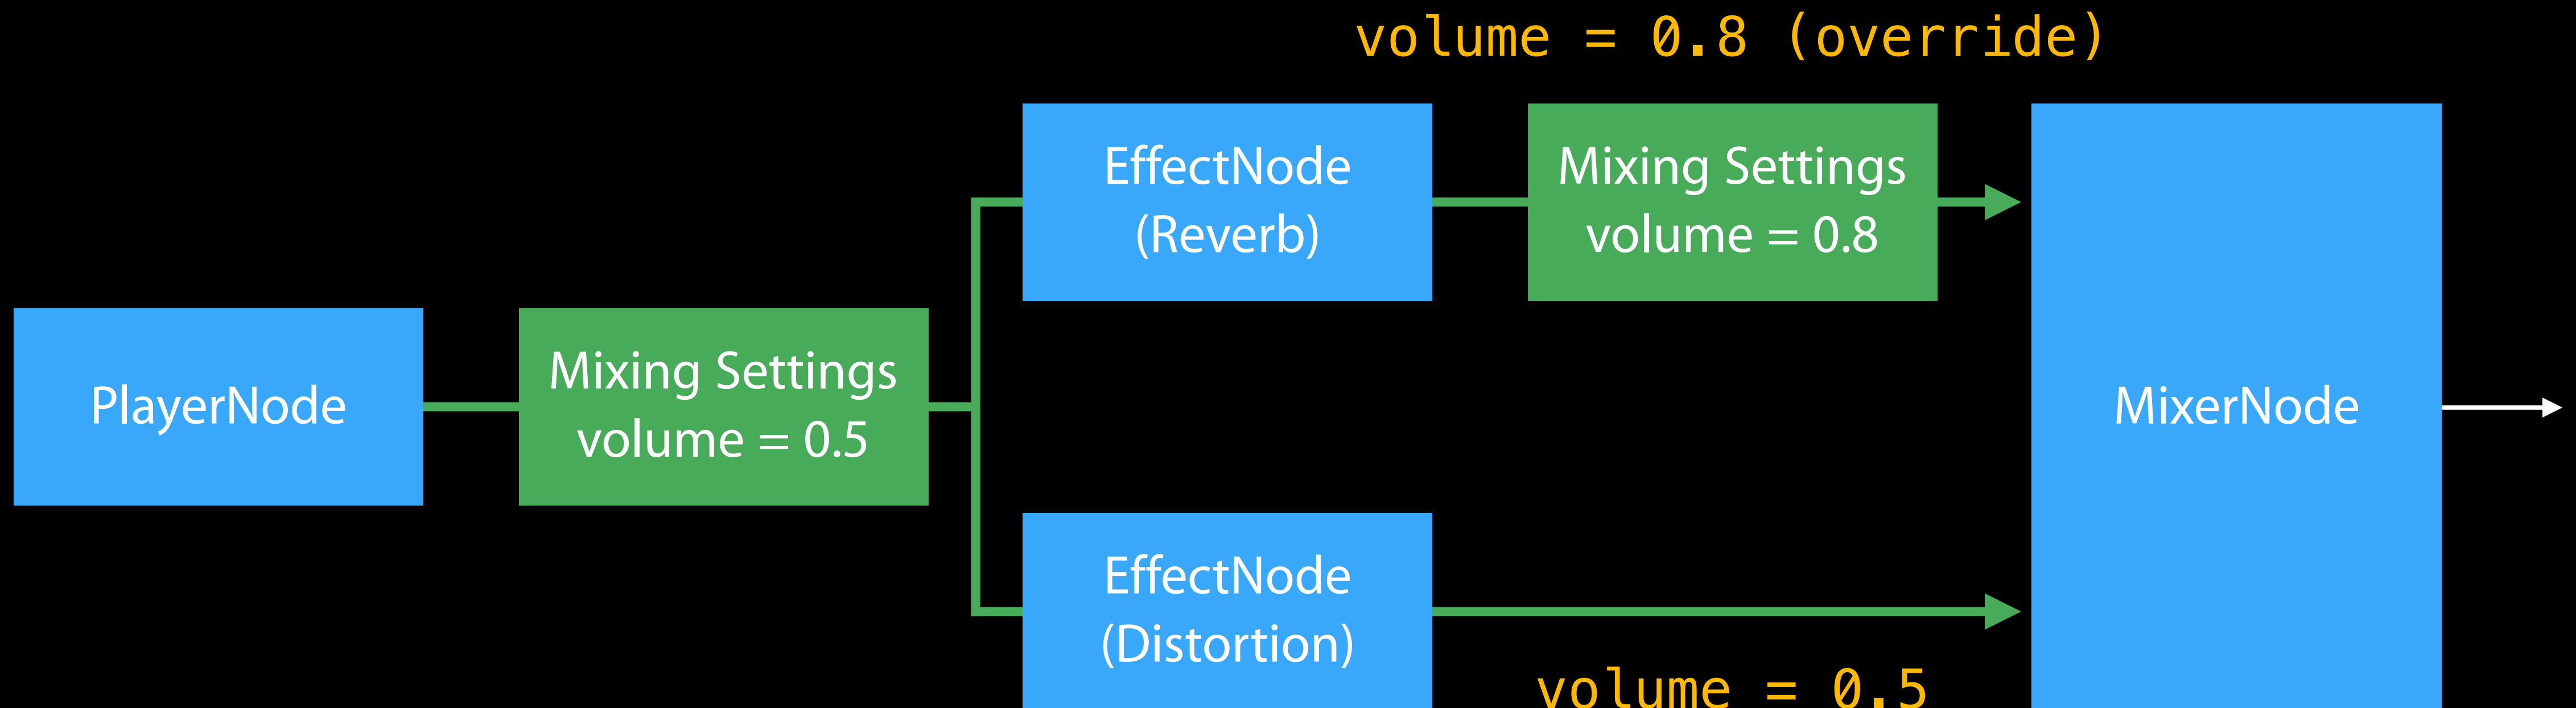 volume = 0.8 (override)
EffectNode
(Reverb)
Mixing Settings
volume = 0.8
PlayerNode
Mixing Settings
volume = 0.5
MixerNode
EffectNode
(Distortion)
volume = 0.5